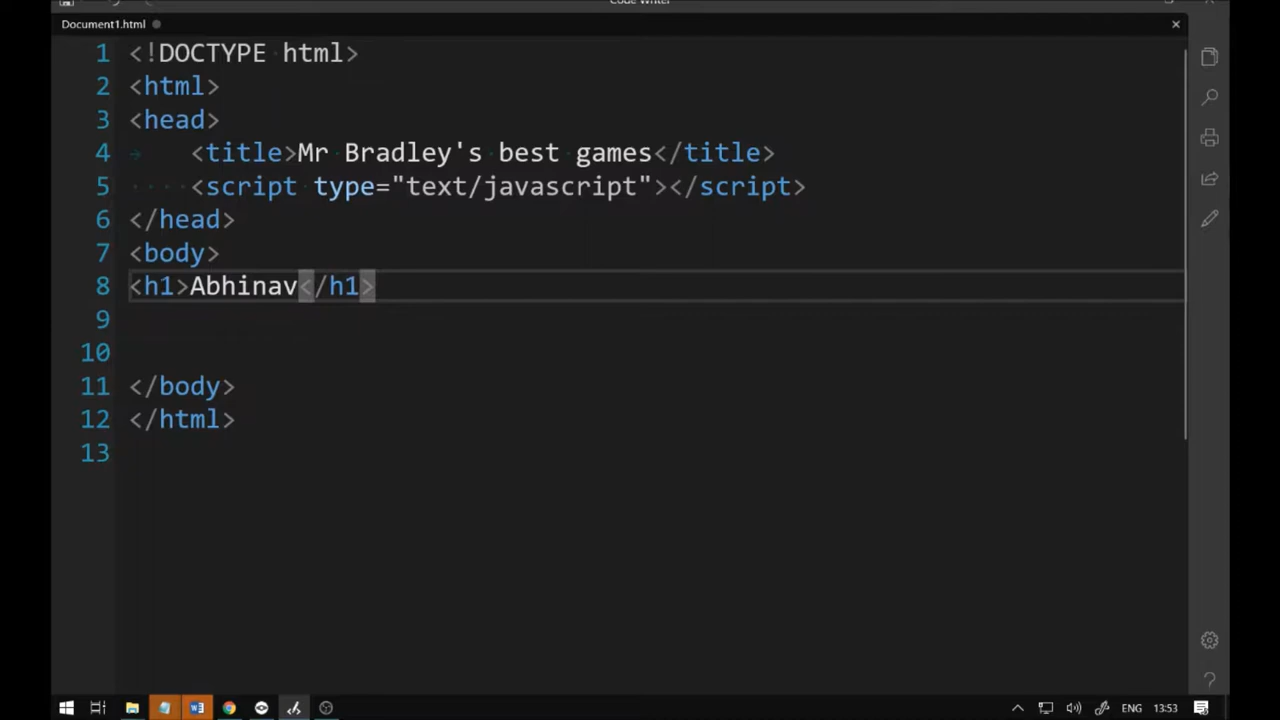 Code Writer
Document1.html
1 <!DOCTYPE html>
2 <html>
3 <head>
4 <title>Mr Bradley's best games</title>
5 <script type="text/javascript"></script>
6 </head>
7 <body>
8 <h1>Abhinav</h1>
9
10
11 </body>
12 </html>
13
ENG 13:53